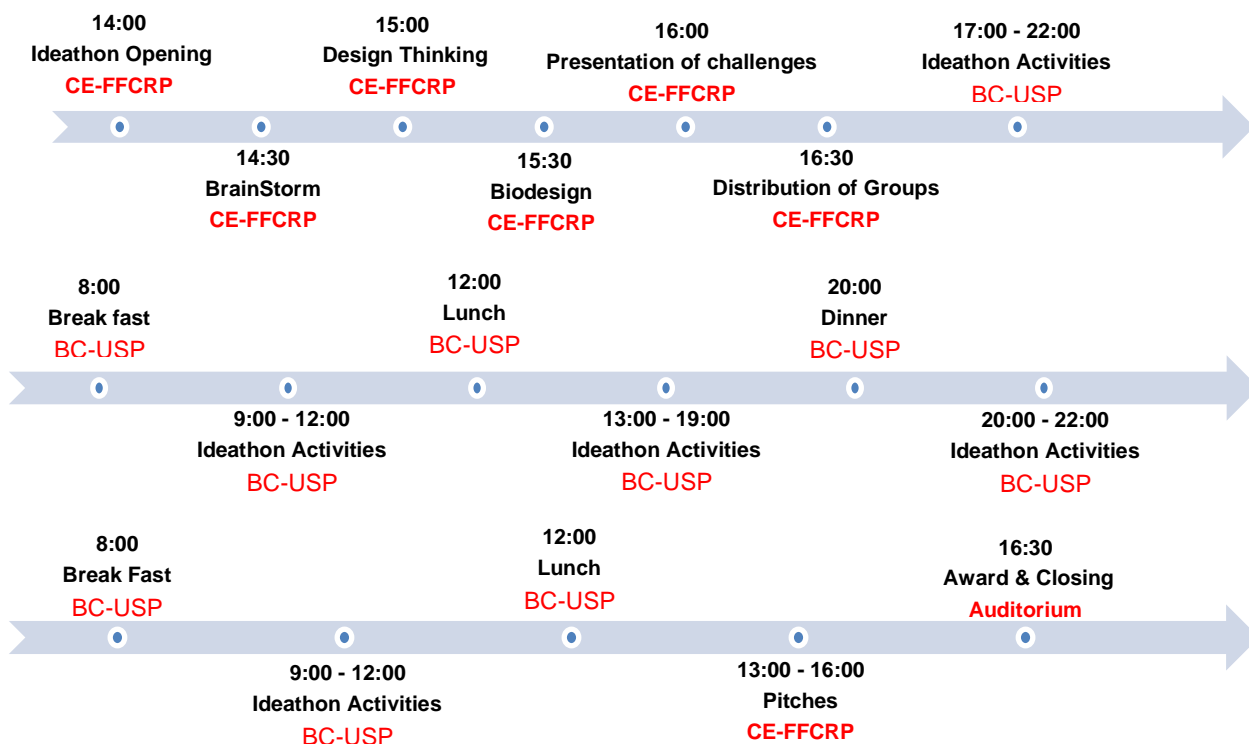 14:00
Ideathon Opening
CE-FFCRP
14:30
BrainStorm
CE-FFCRP
15:00
Design Thinking
CE-FFCRP
15:30
Biodesign
CE-FFCRP
16:00
Presentation of challenges
CE-FFCRP
16:30
Distribution of Groups
CE-FFCRP
17:00 - 22:00
Ideathon Activities
BC-USP
8:00
Break fast
BC-USP
9:00 - 12:00
Ideathon Activities
BC-USP
12:00
Lunch
BC-USP
13:00 - 19:00
Ideathon Activities
BC-USP
20:00
Dinner
BC-USP
20:00 - 22:00
Ideathon Activities
BC-USP
8:00
Break Fast
BC-USP
9:00 - 12:00
Ideathon Activities
BC-USP
12:00
Lunch
BC-USP
13:00 - 16:00
Pitches
CE-FFCRP
16:30
Award & Closing
Auditorium